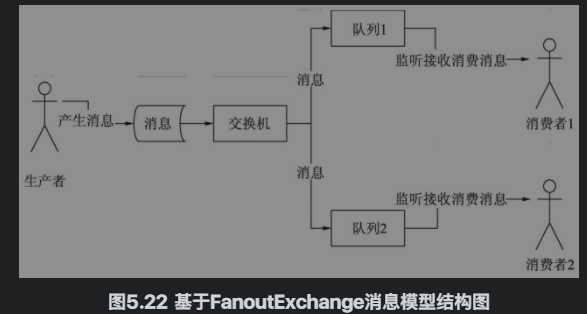 队列1
监听接收消费消息
消息
消费者1
产生消息
消息
交换机
生产者
消息
监听接收消费消息
队列2
消费者2
图5.22 基于FanoutExchange消息模型结构图